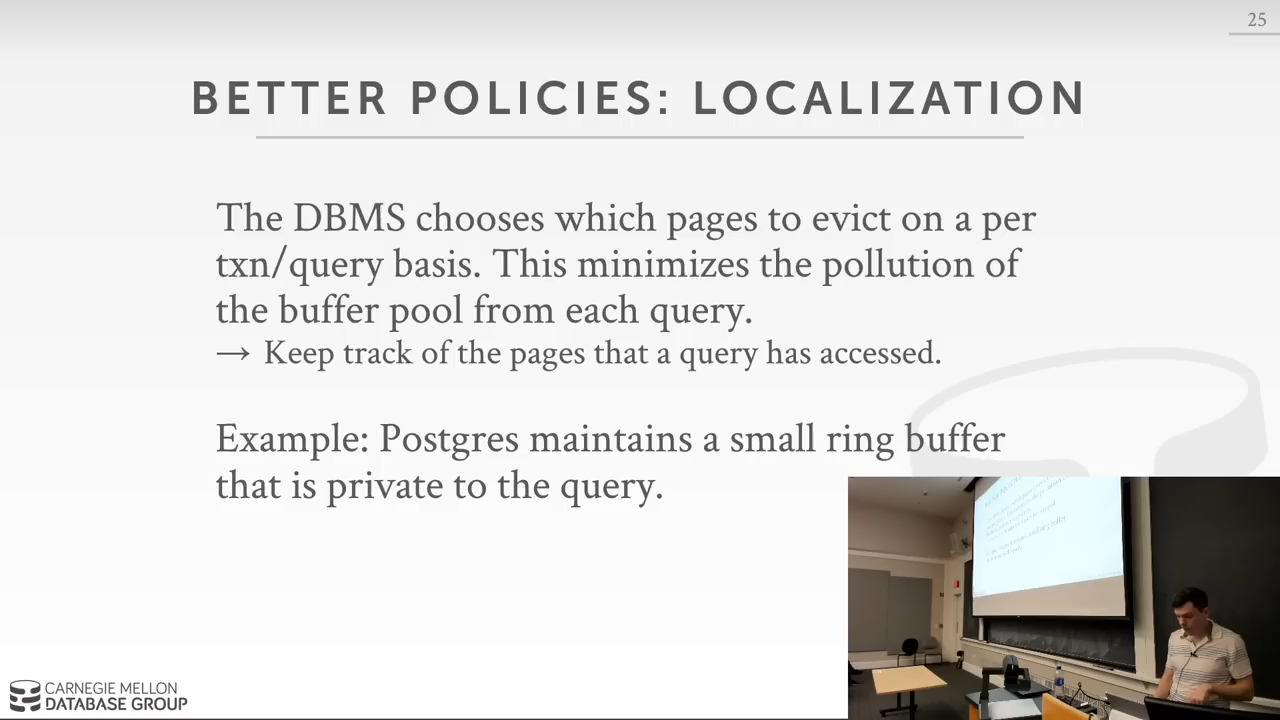 25
BETTER POLICIES: LOCALIZATION
The DBMS chooses which pages to evict on a per
txn/query basis. This minimizes the pollution of
the buffer pool from each query.
→ Keep track of the pages that a query has accessed.
Example: Postgres maintains a small ring buffer
that is private to the query.
CARNEGIE MELLON
DATABASE GROUP